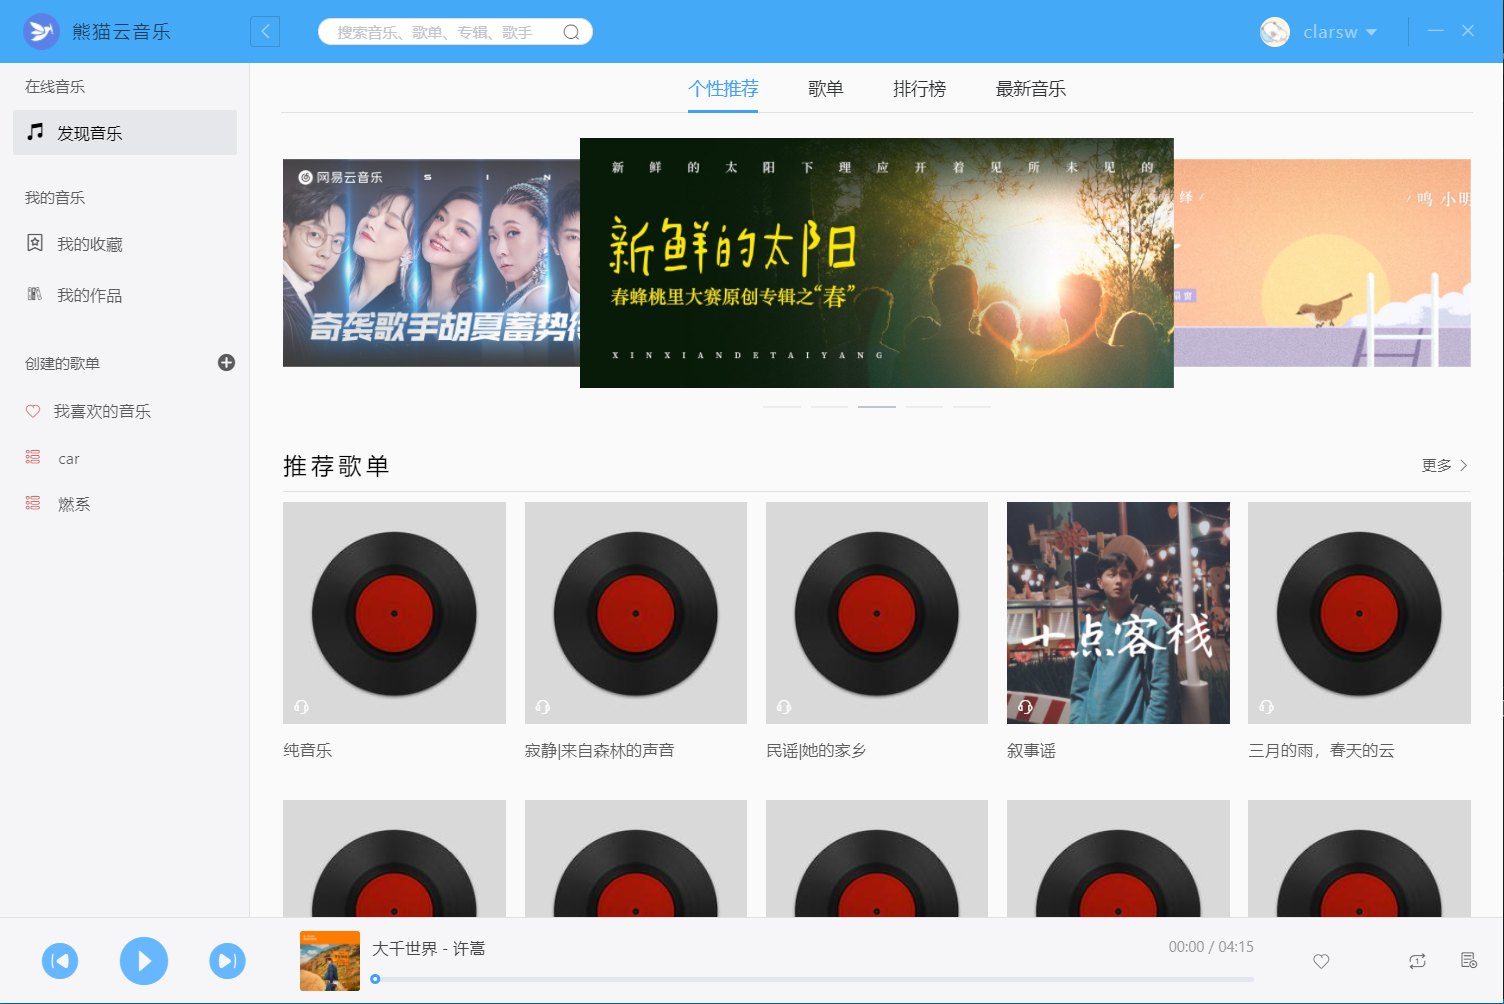 熊猫云音乐
搜索音乐、歌单、专辑、歌手
clarsw
在线音乐
发现音乐
我的音乐
我的收藏
我的作品
创建的歌单
我喜欢的音乐
car
燃系
个性推荐 歌单 排行榜 最新音乐
网易云音乐 S I N
奇袭歌手胡夏蓄势待
新鲜的太阳下理应开着见所未见的
新鲜的太阳
春蜂桃里大赛原创专辑之“春”
XINXIANDETAIYANG
绎 /
/ 鸣 小明
推荐歌单
更多
十点客栈
纯音乐
寂静|来自森林的声音
民谣|她的家乡
叙事谣
三月的雨，春天的云
大千世界 - 许嵩
00:00 / 04:15